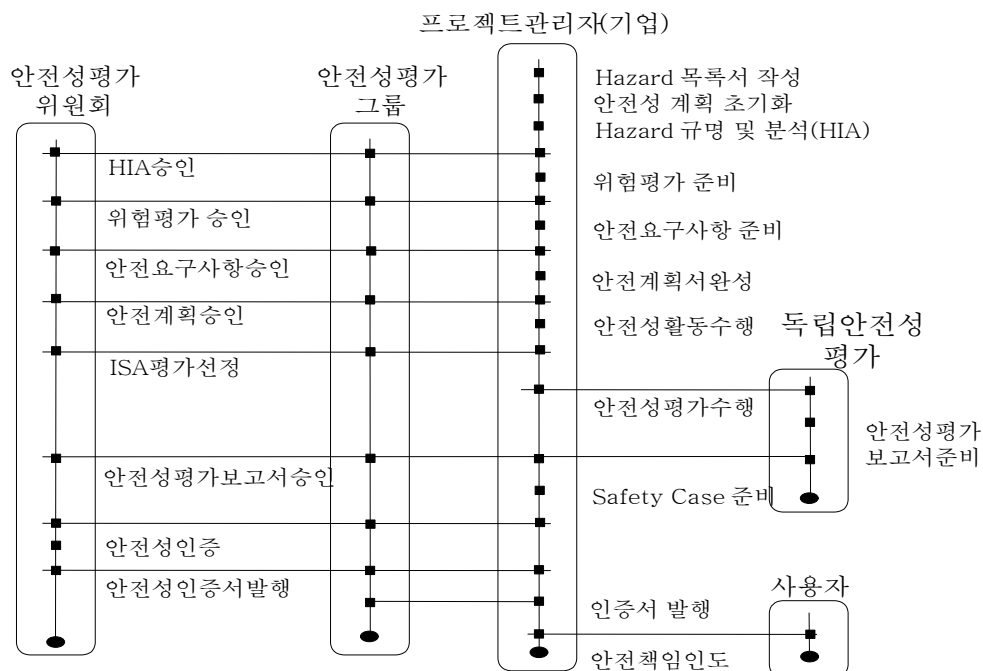 프로젝트관리자(기업)
안전성평가
위원회
안전성평가
그룹
Hazard 목록서 작성
안전성 계획 초기화
Hazard 규명 및 분석(HIA)
HIA승인
위험평가 준비
위험평가 승인
안전요구사항 준비
안전요구사항승인
안전계획서완성
안전계획승인
안전성활동수행
독립안전성
평가
ISA평가선정
안전성평가수행
안전성평가
보고서준비
안전성평가보고서승인
Safety Case 준비
안전성인증
안전성인증서발행
사용자
인증서 발행
안전책임인도